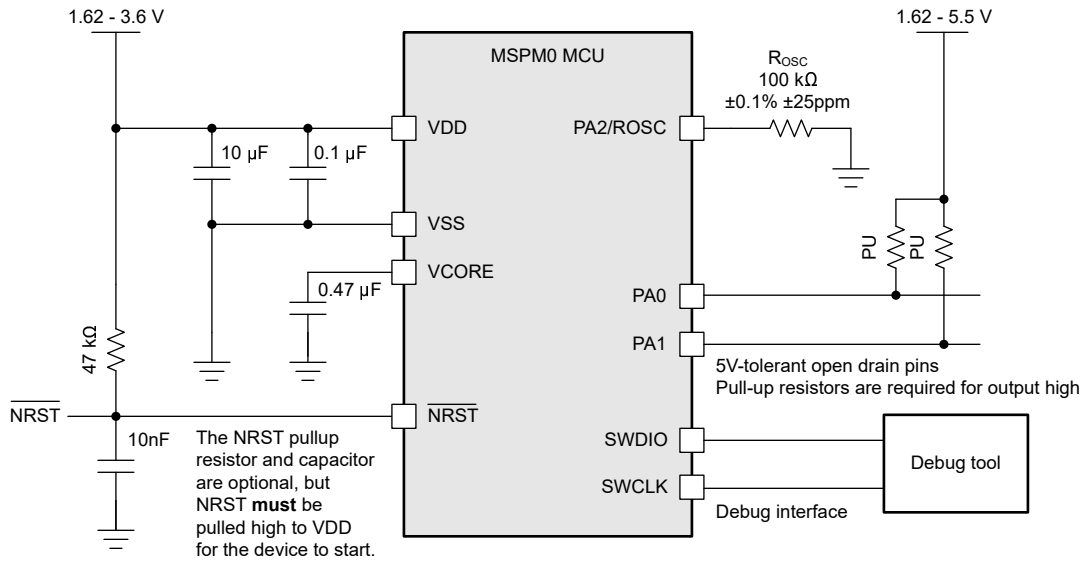 1.62 - 3.6 V
1.62 - 5.5 V
MSPM0 MCU
ROSC
100 kΩ
±0.1% ±25ppm
VDD
PA2/ROSC
10 µF
0.1 µF
VSS
VCORE
0.47 µF
PU
PU
PA0
PA1
47 kΩ
5V-tolerant open drain pins
Pull-up resistors are required for output high
NRST
NRST
10nF
The NRST pullup
resistor and capacitor
are optional, but
NRST must be
pulled high to VDD
for the device to start.
SWDIO
SWCLK
Debug tool
Debug interface